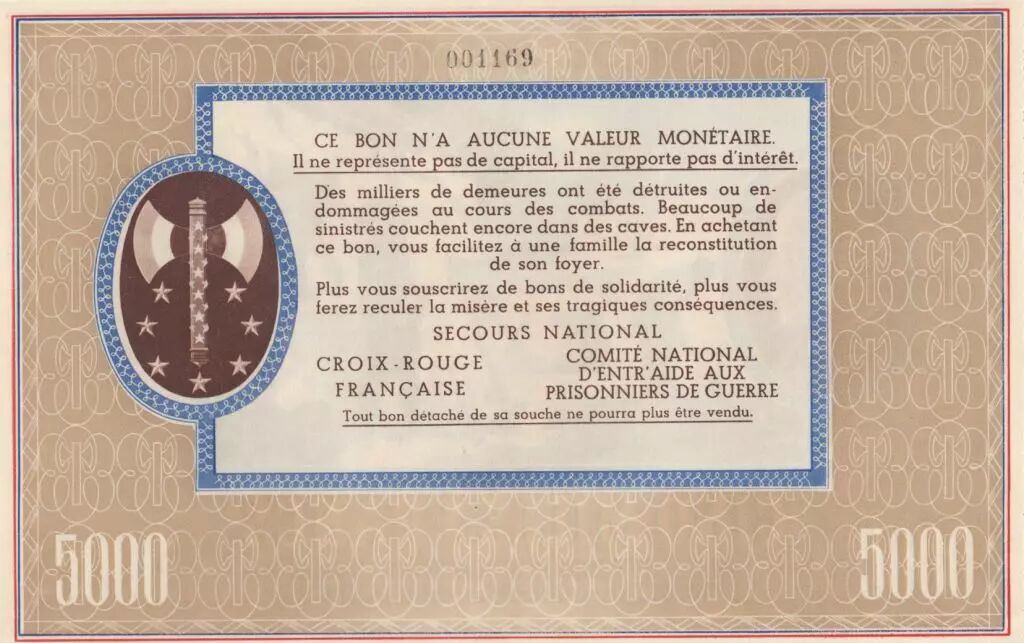 001169
CE BON N'A AUCUNE VALEUR MONÉTAIRE.
Il ne représente pas de capital, il ne rapporte pas d'intérêt.
Des milliers de demeures ont été détruites ou en-
dommagées au cours des combats. Beaucoup de
sinistrés couchent encore dans des caves. En achetant
ce bon, vous facilitez à une famille la reconstitution
de son foyer.
Plus vous souscrirez de bons de solidarité, plus vous
ferez reculer la misère et ses tragiques conséquences.
SECOURS NATIONAL
CROIX-ROUGE
FRANÇAISE
COMITÉ NATIONAL
D'ENTR'AIDE AUX
PRISONNIERS DE GUERRE
Tout bon détaché de sa souche ne pourra plus être vendu.
5000
5000